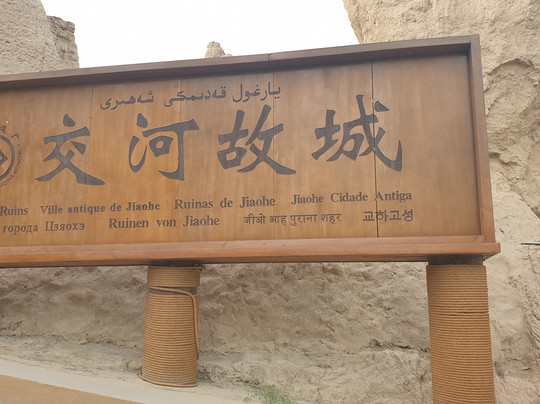 يارغول قەدىمكى شەھىرى
交河故城
Ruins Ville antique de Jiaohe Ruinas de Jiaohe Jiaohe Cidade Antiga
города Цзяохэ Ruinen von Jiaohe जीओ आह पुराना शहर 교하고성